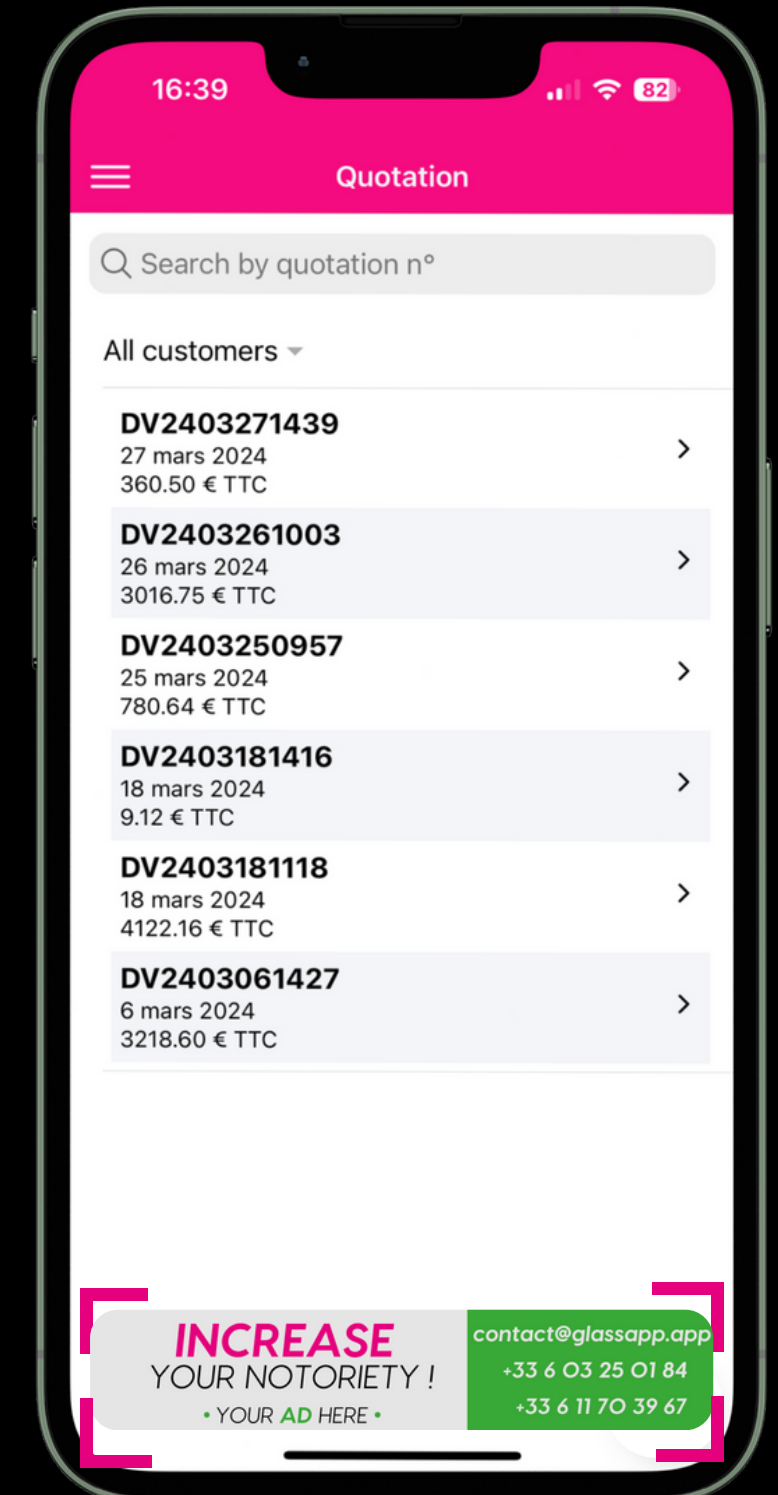 16:39
82
Quotation
Search by quotation n°
All customers
DV2403271439
27 mars 2024
360.50 € TTC
DV2403261003
26 mars 2024
3016.75 € TTC
DV2403250957
25 mars 2024
780.64 € TTC
DV2403181416
18 mars 2024
9.12 € TTC
DV2403181118
18 mars 2024
4122.16 € TTC
DV2403061427
6 mars 2024
3218.60 € TTC
INCREASE
YOUR NOTORIETY !
• YOUR AD HERE •
contact@glassapp.app
+33 6 03 25 01 84
+33 6 11 70 39 67